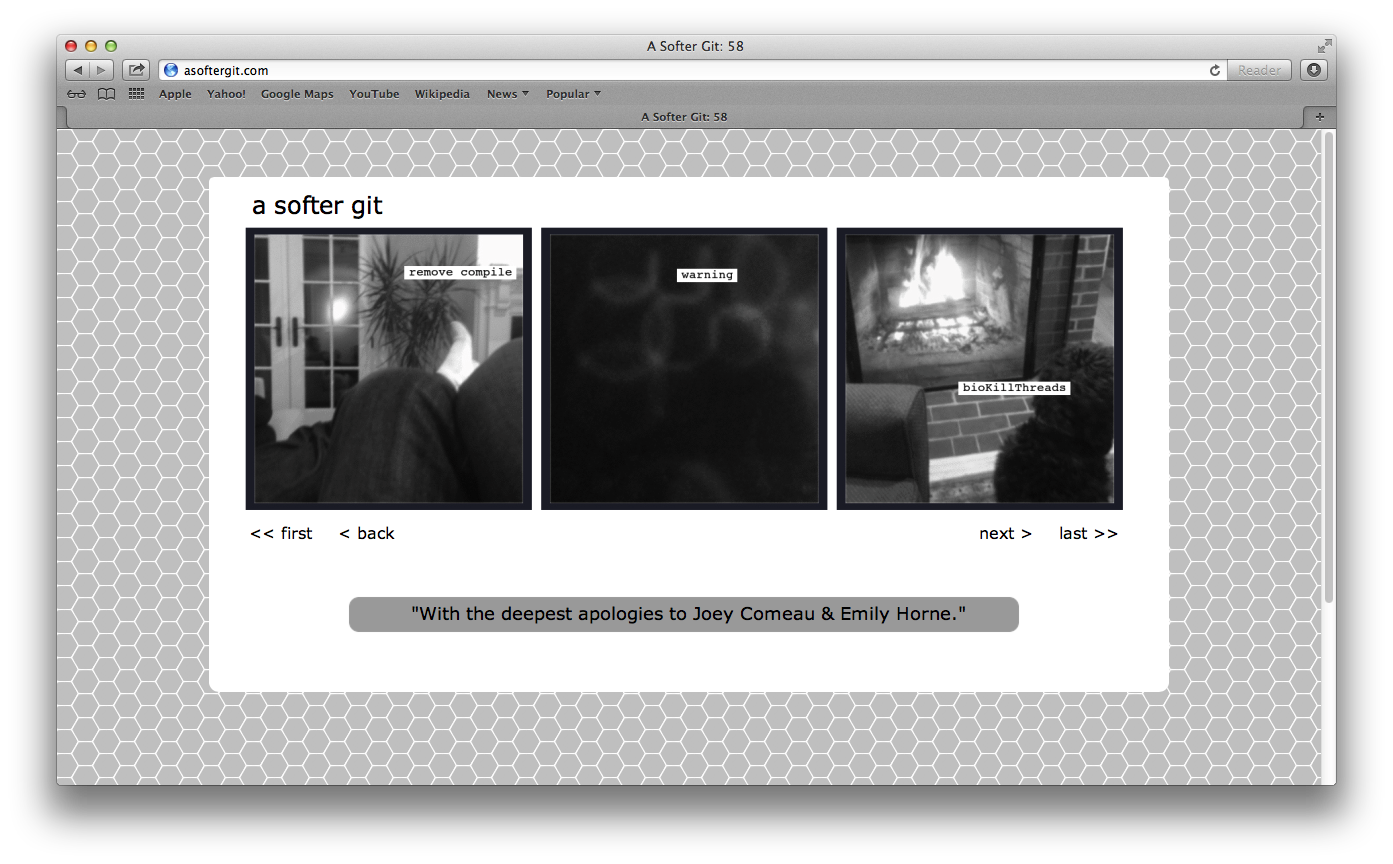 A Softer Git: 58
asoftergit.com
Reader
Apple Yahoo! Google Maps YouTube Wikipedia News Popular
A Softer Git: 58
a softer git
remove compile
warning
bioKillThreads
<< first < back next > last >>
"With the deepest apologies to Joey Comeau & Emily Horne."